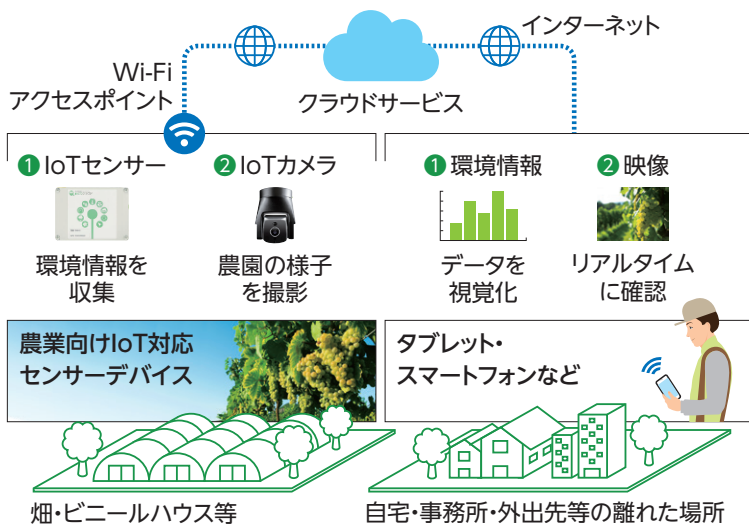 インターネット
Wi-Fi
アクセスポイント
クラウドサービス
1 IoTセンサー
2 IoTカメラ
環境情報を
収集
農園の様子
を撮影
1 環境情報
2 映像
データを
視覚化
リアルタイム
に確認
農業向けIoT対応
センサーデバイス
タブレット・
スマートフォンなど
畑・ビニールハウス等
自宅・事務所・外出先等の離れた場所